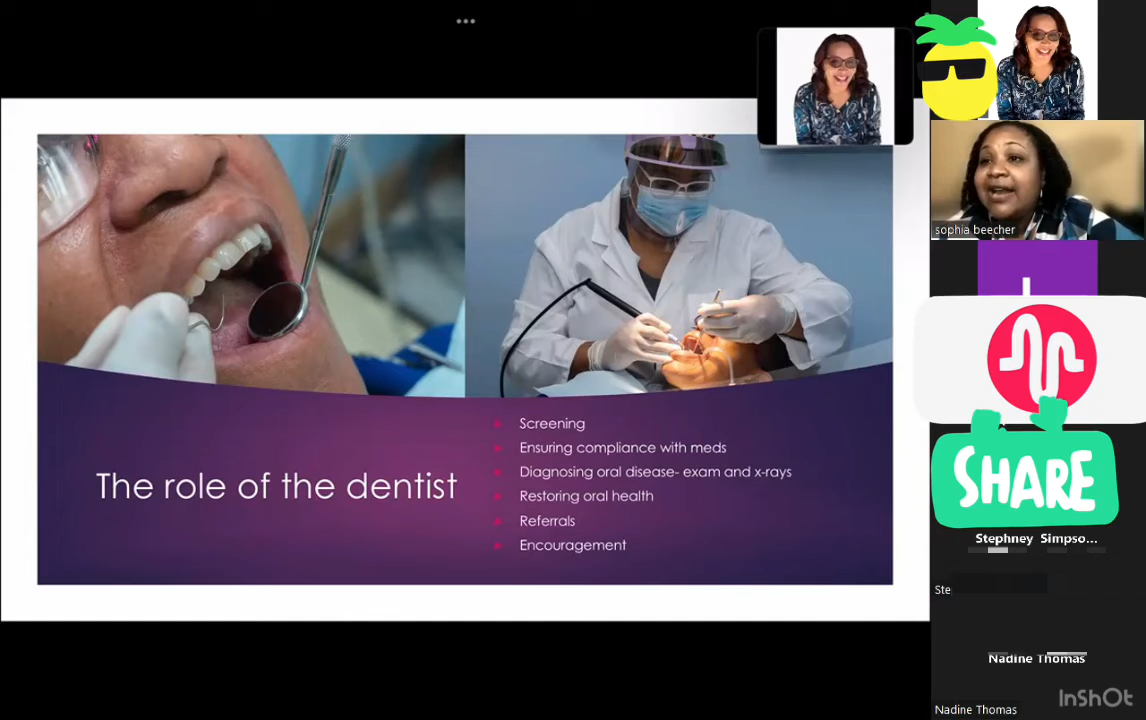 The role of the dentist
Screening
Ensuring compliance with meds
Diagnosing oral disease- exam and x-rays
Restoring oral health
Referrals
Encouragement
sophia beecher
SHARE
Stephney Simpso...
Ste
Nadine Thomas
Nadine Thomas
InShOt